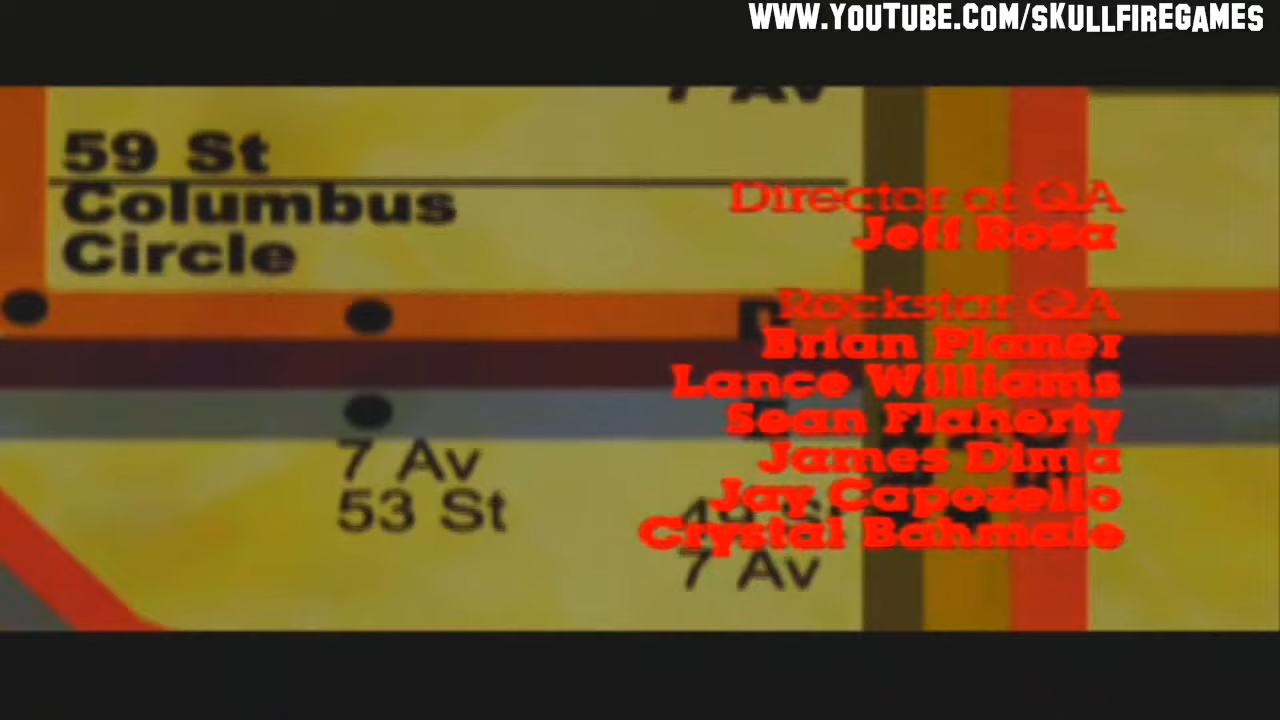 WWW.YOUTUBE.COM/SKULLFIREGAMES
7 Av
59 St
Columbus
Circle
Director of QA
Jeff Rosa
Rockstar QA
Brian Planer
Lance Williams
Sean Flaherty
James Dima
Jay Capozello
Crystal Bahmaie
7 Av
53 St
7 Av